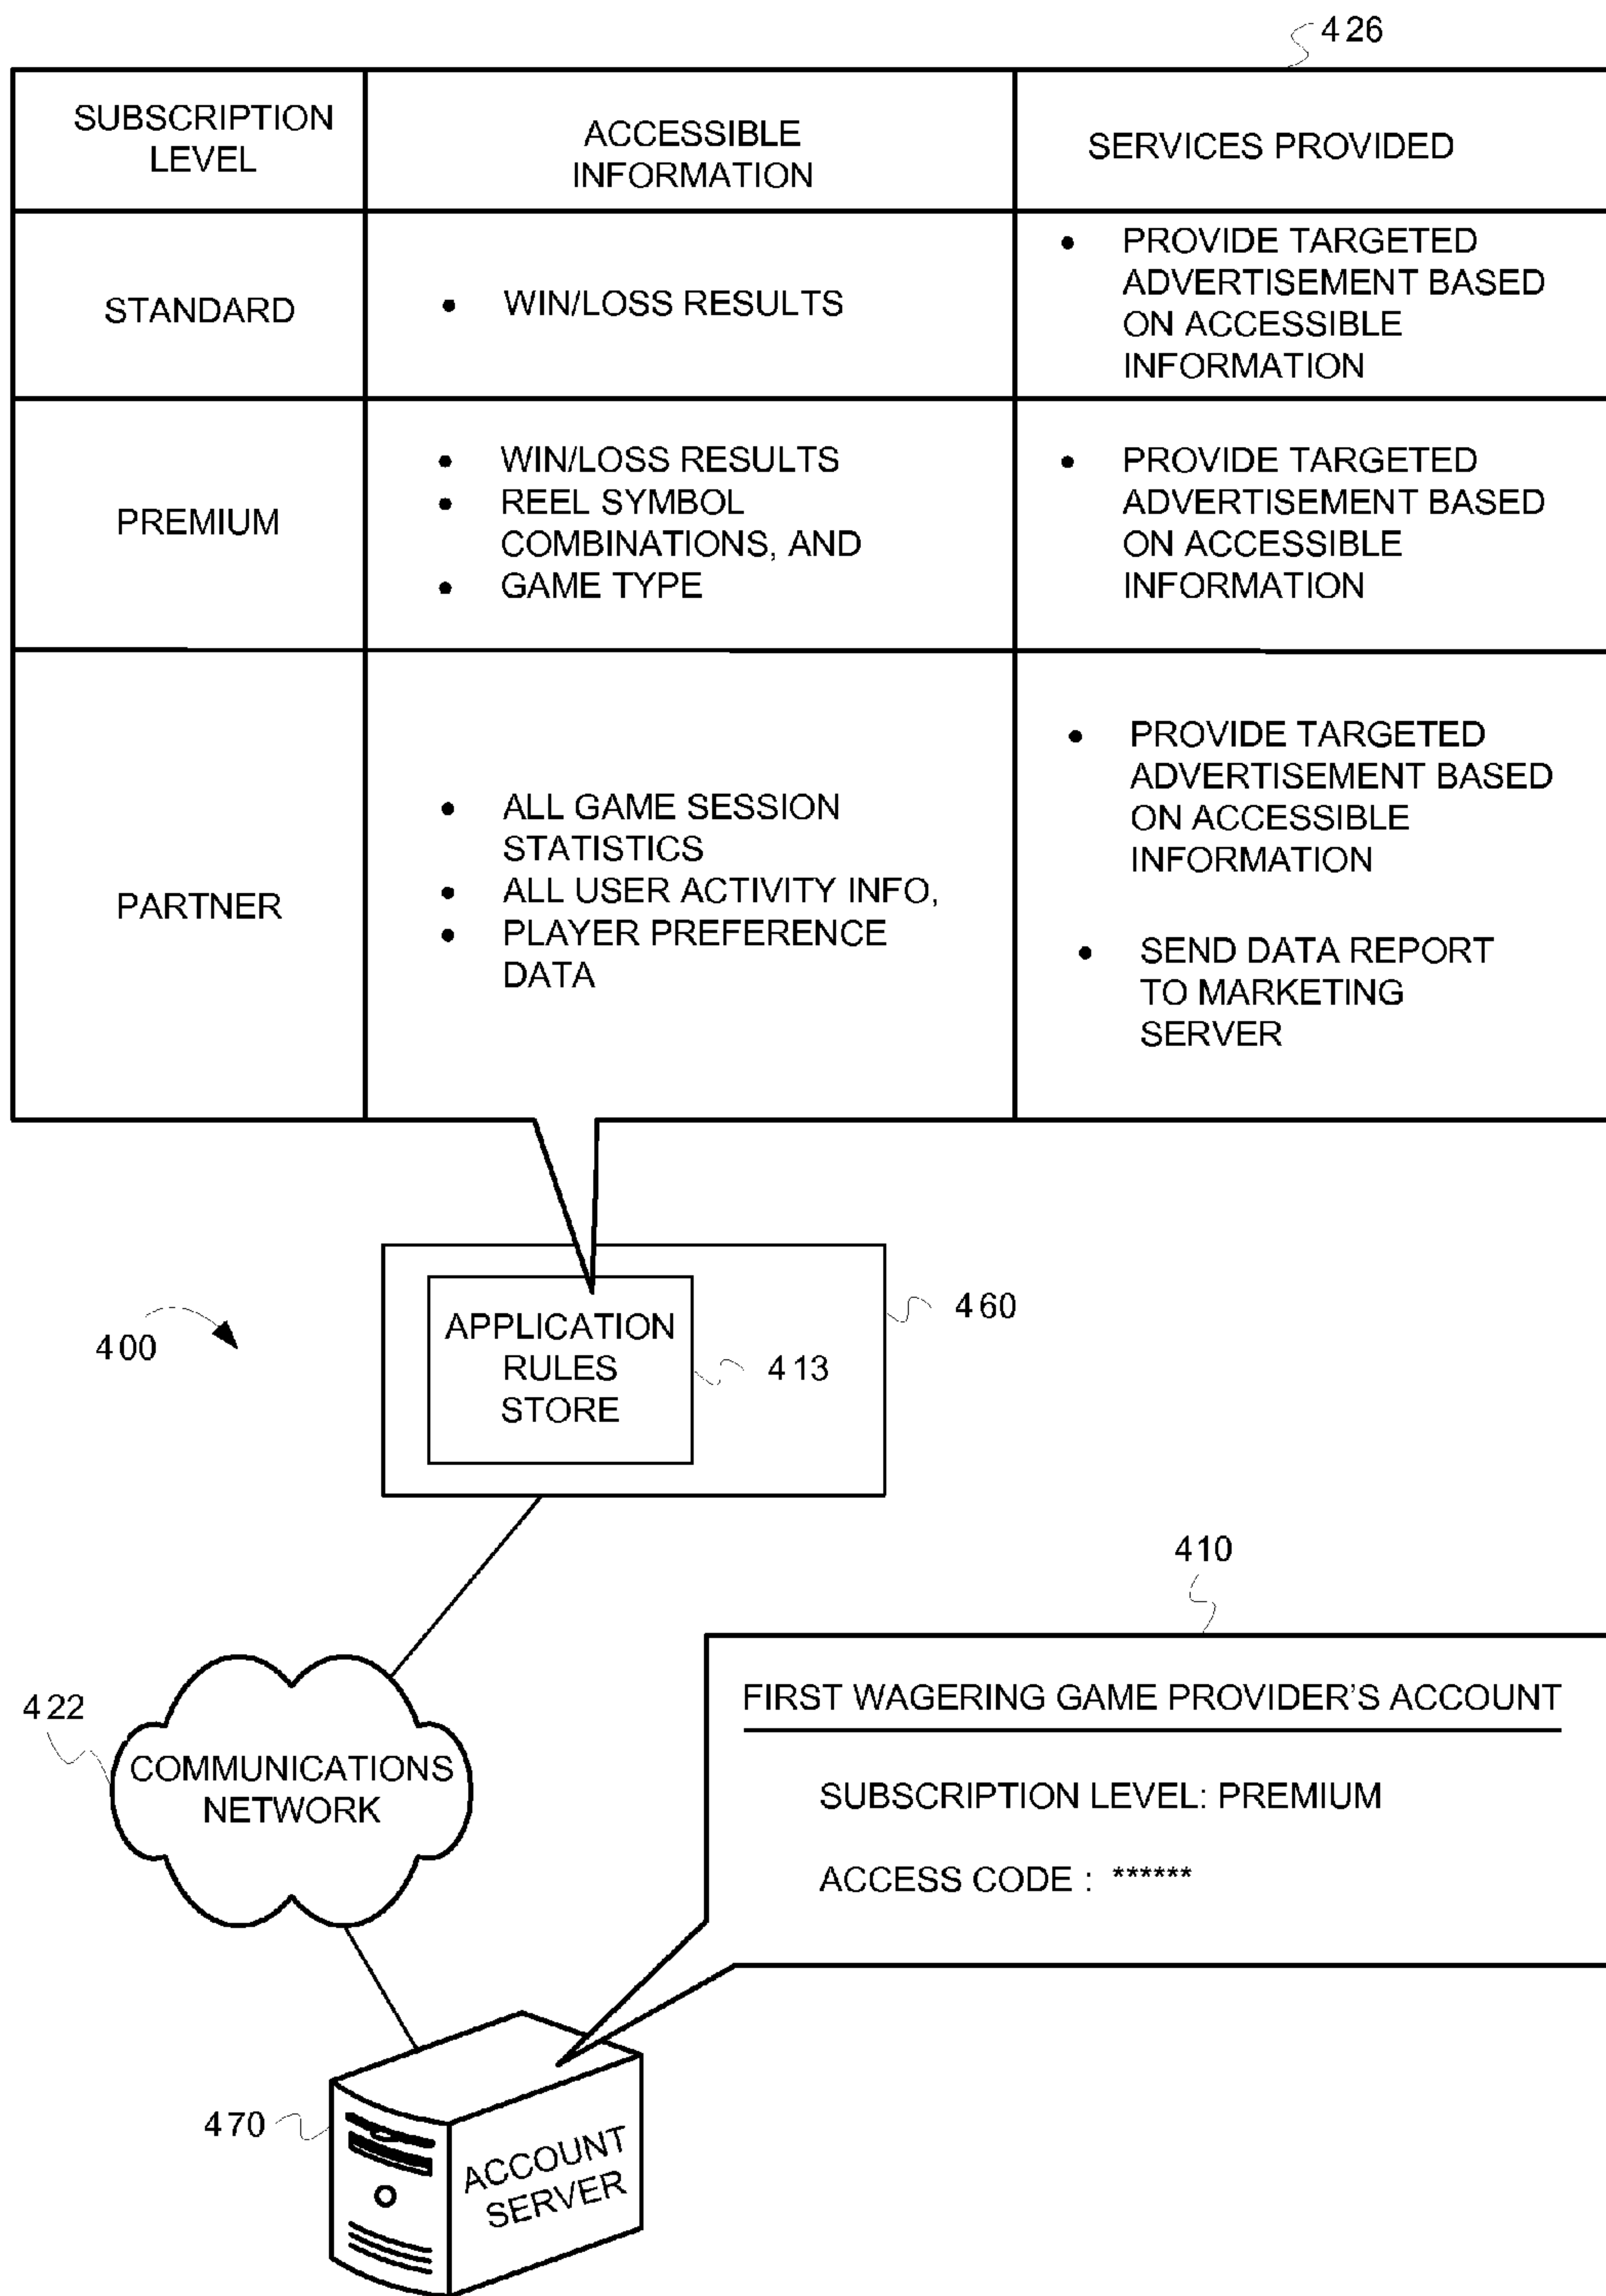 426
SUBSCRIPTION
LEVEL
ACCESSIBLE
INFORMATION
SERVICES PROVIDED
STANDARD
• WIN/LOSS RESULTS
• PROVIDE TARGETED
ADVERTISEMENT BASED
ON ACCESSIBLE
INFORMATION
PREMIUM
• WIN/LOSS RESULTS
• REEL SYMBOL
COMBINATIONS, AND
• GAME TYPE
• PROVIDE TARGETED
ADVERTISEMENT BASED
ON ACCESSIBLE
INFORMATION
PARTNER
• ALL GAME SESSION
STATISTICS
• ALL USER ACTIVITY INFO,
• PLAYER PREFERENCE
DATA
• PROVIDE TARGETED
ADVERTISEMENT BASED
ON ACCESSIBLE
INFORMATION
• SEND DATA REPORT
TO MARKETING
SERVER
400
APPLICATION
RULES
STORE
413
460
410
FIRST WAGERING GAME PROVIDER'S ACCOUNT
SUBSCRIPTION LEVEL: PREMIUM
ACCESS CODE : ******
422
COMMUNICATIONS
NETWORK
470
ACCOUNT
SERVER